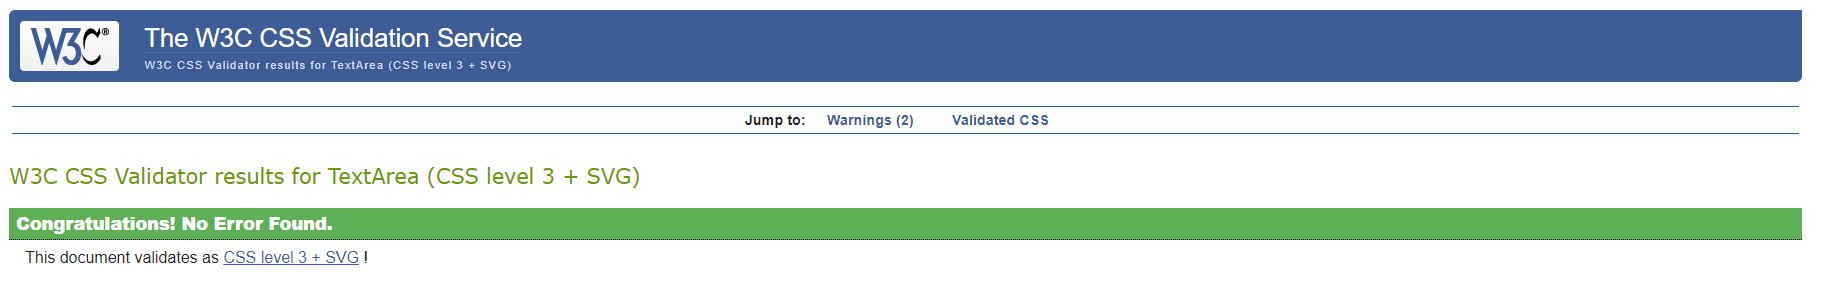 W3C®
The W3C CSS Validation Service
W3C CSS Validator results for TextArea (CSS level 3 + SVG)
Jump to: Warnings (2) Validated CSS
W3C CSS Validator results for TextArea (CSS level 3 + SVG)
Congratulations! No Error Found.
This document validates as CSS level 3 + SVG !